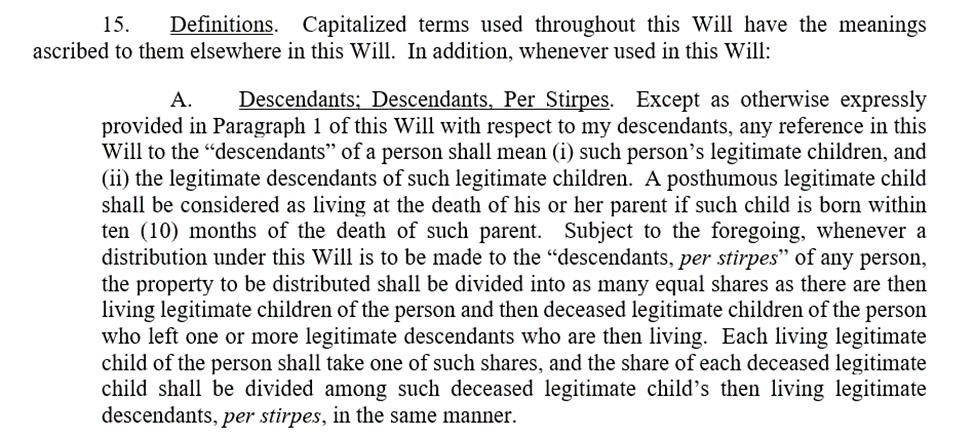 15. Definitions. Capitalized terms used throughout this Will have the meanings
ascribed to them elsewhere in this Will. In addition, whenever used in this Will:
A. Descendants; Descendants, Per Stirpes. Except as otherwise expressly
provided in Paragraph 1 of this Will with respect to my descendants, any reference in this
Will to the “descendants” of a person shall mean (i) such person’s legitimate children, and
(ii) the legitimate descendants of such legitimate children. A posthumous legitimate child
shall be considered as living at the death of his or her parent if such child is born within
ten (10) months of the death of such parent. Subject to the foregoing, whenever a
distribution under this Will is to be made to the “descendants, per stirpes” of any person,
the property to be distributed shall be divided into as many equal shares as there are then
living legitimate children of the person and then deceased legitimate children of the person
who left one or more legitimate descendants who are then living. Each living legitimate
child of the person shall take one of such shares, and the share of each deceased legitimate
child shall be divided among such deceased legitimate child’s then living legitimate
descendants, per stirpes, in the same manner.